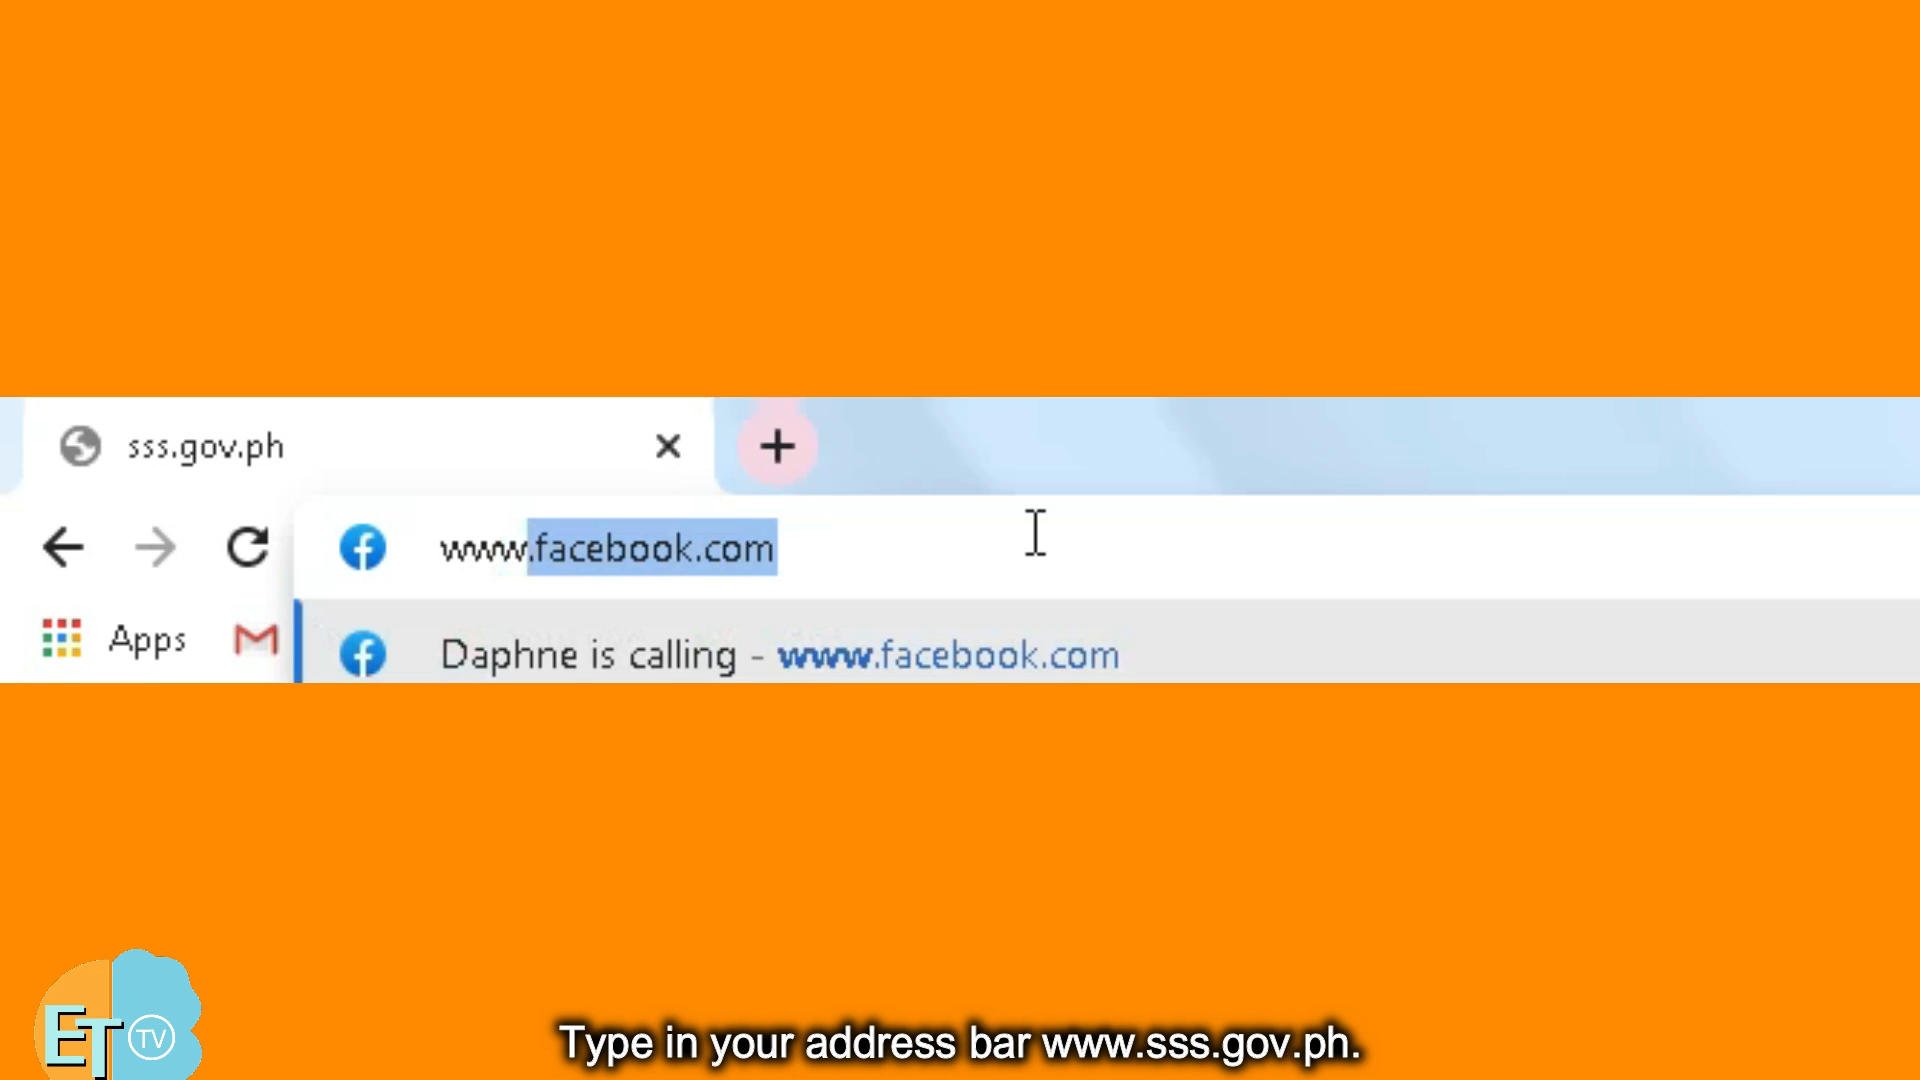 sss.gov.ph
www.facebook.com
Apps
Daphne is calling - www.facebook.com
ET TV
Type in your address bar www.sss.gov.ph.